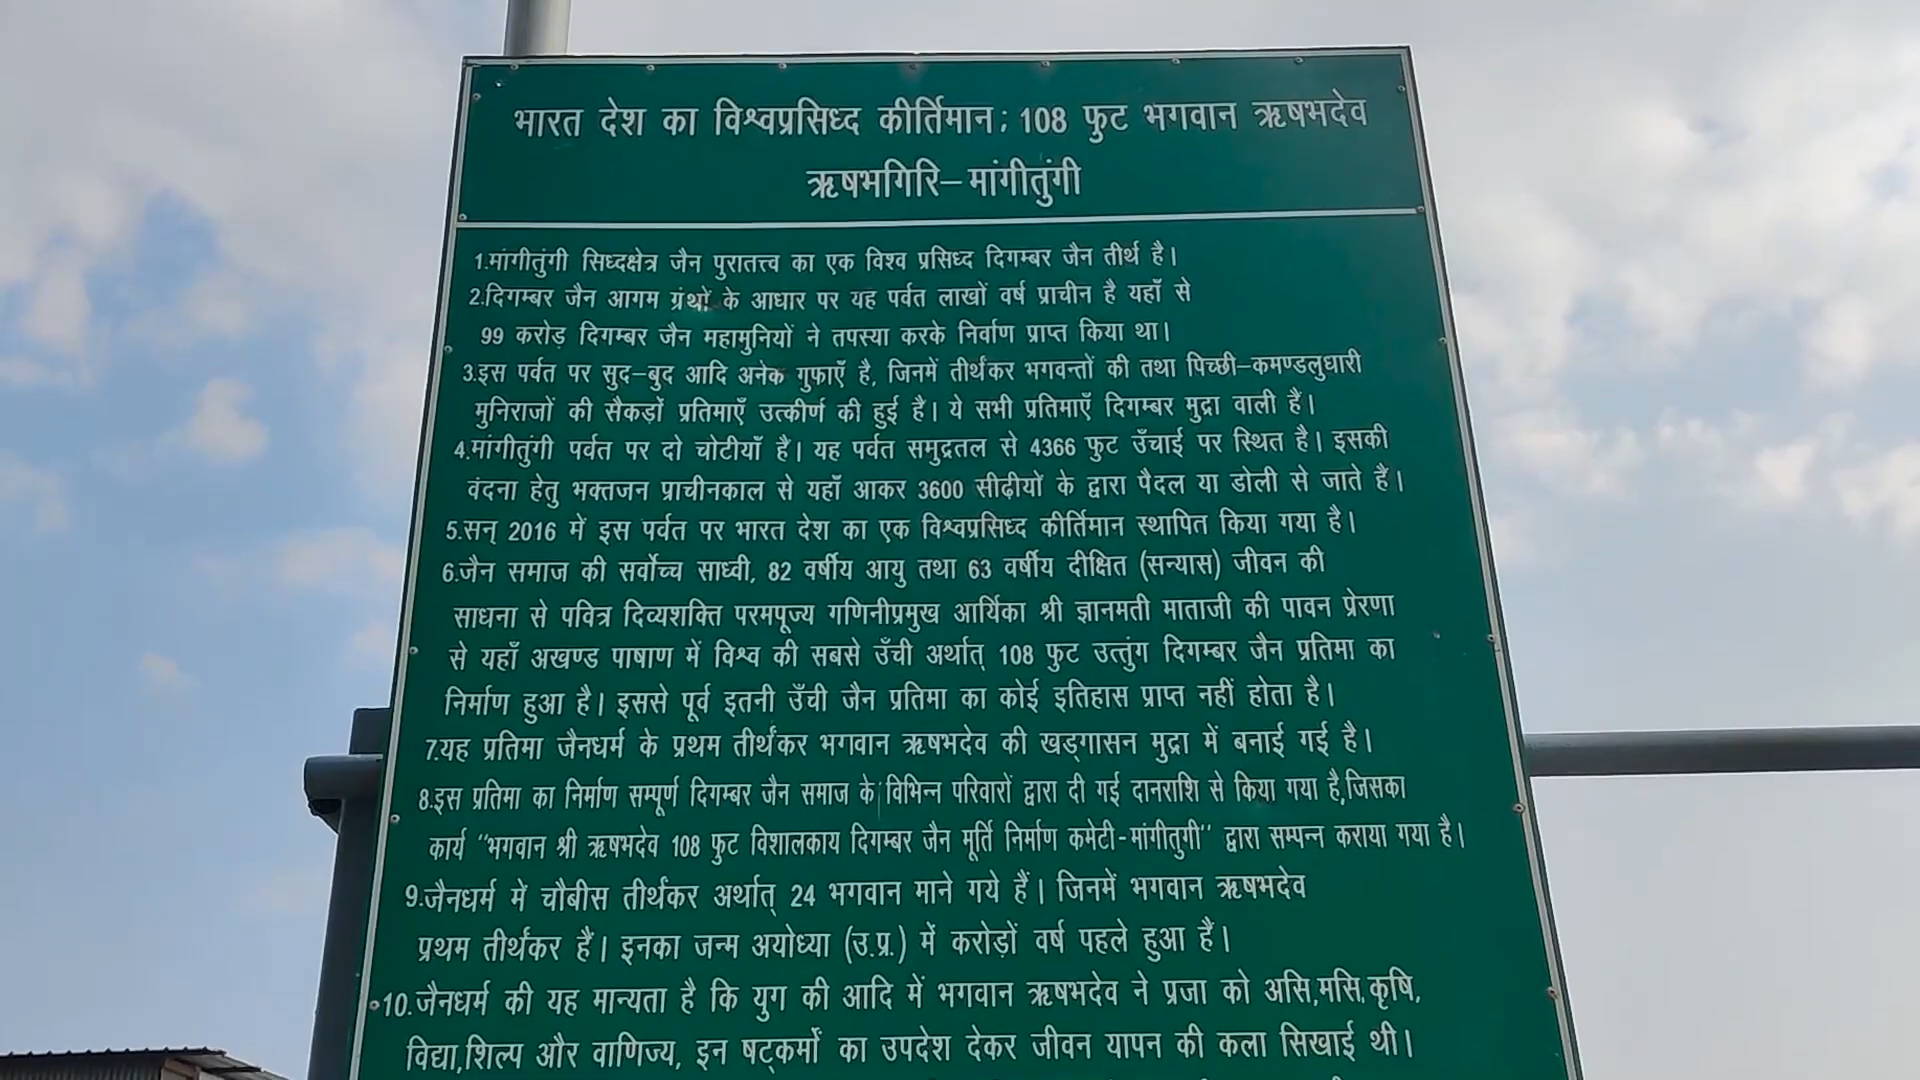 भारत देश का विश्वप्रसिध्द कीर्तिमान; 108 फुट भगवान ऋषभदेव
ऋषभगिरि–मांगीतुंगी
1.मांगीतुंगी सिध्दक्षेत्र जैन पुरातत्त्व का एक विश्व प्रसिध्द दिगम्बर जैन तीर्थ है।
2.दिगम्बर जैन आगम ग्रंथों के आधार पर यह पर्वत लाखों वर्ष प्राचीन है यहाँ से
99 करोड़ दिगम्बर जैन महामुनियों ने तपस्या करके निर्वाण प्राप्त किया था।
3.इस पर्वत पर सुद–बुद आदि अनेक गुफाएँ है, जिनमें तीर्थंकर भगवन्तों की तथा पिच्छी–कमण्डलुधारी
मुनिराजों की सैकड़ों प्रतिमाएँ उत्कीर्ण की हुई है। ये सभी प्रतिमाएँ दिगम्बर मुद्रा वाली हैं।
4.मांगीतुंगी पर्वत पर दो चोटीयाँ हैं। यह पर्वत समुद्रतल से 4366 फुट उँचाई पर स्थित है। इसकी
वंदना हेतु भक्तजन प्राचीनकाल से यहाँ आकर 3600 सीढ़ीयों के द्वारा पैदल या डोली से जाते हैं।
5.सन् 2016 में इस पर्वत पर भारत देश का एक विश्वप्रसिध्द कीर्तिमान स्थापित किया गया है।
6.जैन समाज की सर्वोच्च साध्वी, 82 वर्षीय आयु तथा 63 वर्षीय दीक्षित (सन्यास) जीवन की
साधना से पवित्र दिव्यशक्ति परमपूज्य गणिनीप्रमुख आर्यिका श्री ज्ञानमती माताजी की पावन प्रेरणा
से यहाँ अखण्ड पाषाण में विश्व की सबसे उँची अर्थात् 108 फुट उत्तुंग दिगम्बर जैन प्रतिमा का
निर्माण हुआ है। इससे पूर्व इतनी उँची जैन प्रतिमा का कोई इतिहास प्राप्त नहीं होता है।
7.यह प्रतिमा जैनधर्म के प्रथम तीर्थंकर भगवान ऋषभदेव की खड्गासन मुद्रा में बनाई गई है।
8.इस प्रतिमा का निर्माण सम्पूर्ण दिगम्बर जैन समाज के विभिन्न परिवारों द्वारा दी गई दानराशि से किया गया है,जिसका
कार्य "भगवान श्री ऋषभदेव 108 फुट विशालकाय दिगम्बर जैन मूर्ति निर्माण कमेटी-मांगीतुगी" द्वारा सम्पन्न कराया गया है।
9.जैनधर्म में चौबीस तीर्थंकर अर्थात् 24 भगवान माने गये हैं। जिनमें भगवान ऋषभदेव
प्रथम तीर्थंकर हैं। इनका जन्म अयोध्या (उ.प्र.) में करोड़ों वर्ष पहले हुआ है।
10.जैनधर्म की यह मान्यता है कि युग की आदि में भगवान ऋषभदेव ने प्रजा को असि,मसि,कृषि,
विद्या,शिल्प और वाणिज्य, इन षट्कर्मों का उपदेश देकर जीवन यापन की कला सिखाई थी।